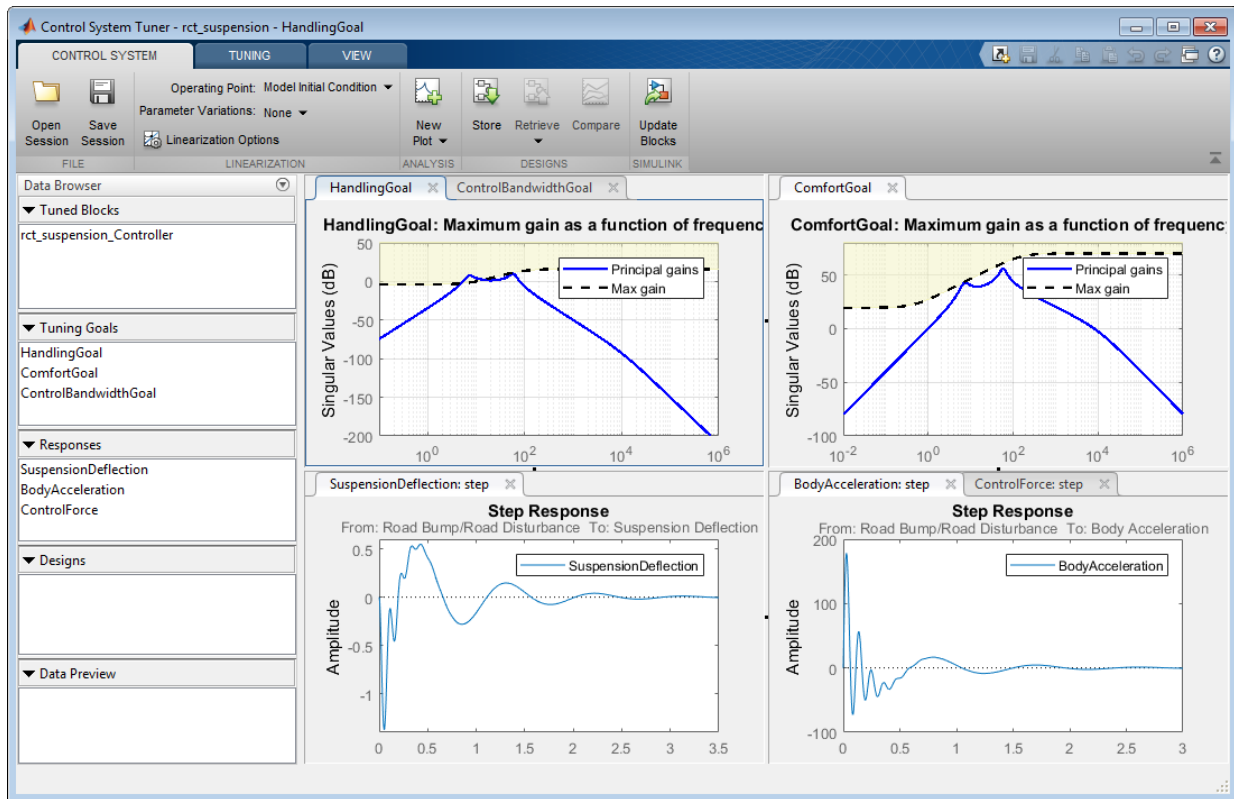 Control System Tuner - rct_suspension - HandlingGoal
CONTROL SYSTEM TUNING VIEW
Open Session
Save Session
FILE
Operating Point: Model Initial Condition
Parameter Variations: None
Linearization Options
LINEARIZATION
New Plot
ANALYSIS
Store
Retrieve
Compare
DESIGNS
Update Blocks
SIMULINK
Data Browser
Tuned Blocks
rct_suspension_Controller
Tuning Goals
HandlingGoal
ComfortGoal
ControlBandwidthGoal
Responses
SuspensionDeflection
BodyAcceleration
ControlForce
Designs
Data Preview
HandlingGoal ControlBandwidthGoal
HandlingGoal: Maximum gain as a function of frequenc
Singular Values (dB)
50
0
-50
-100
-150
-200
10^0 10^2 10^4 10^6
Principal gains
Max gain
ComfortGoal
ComfortGoal: Maximum gain as a function of frequenc
Singular Values (dB)
50
0
-50
-100
10^-2 10^0 10^2 10^4 10^6
Principal gains
Max gain
SuspensionDeflection: step
Step Response
From: Road Bump/Road Disturbance To: Suspension Deflection
Amplitude
0.5
0
-0.5
-1
0 0.5 1 1.5 2 2.5 3 3.5
SuspensionDeflection
BodyAcceleration: step ControlForce: step
Step Response
From: Road Bump/Road Disturbance To: Body Acceleration
Amplitude
200
100
0
-100
0 0.5 1 1.5 2 2.5 3
BodyAcceleration